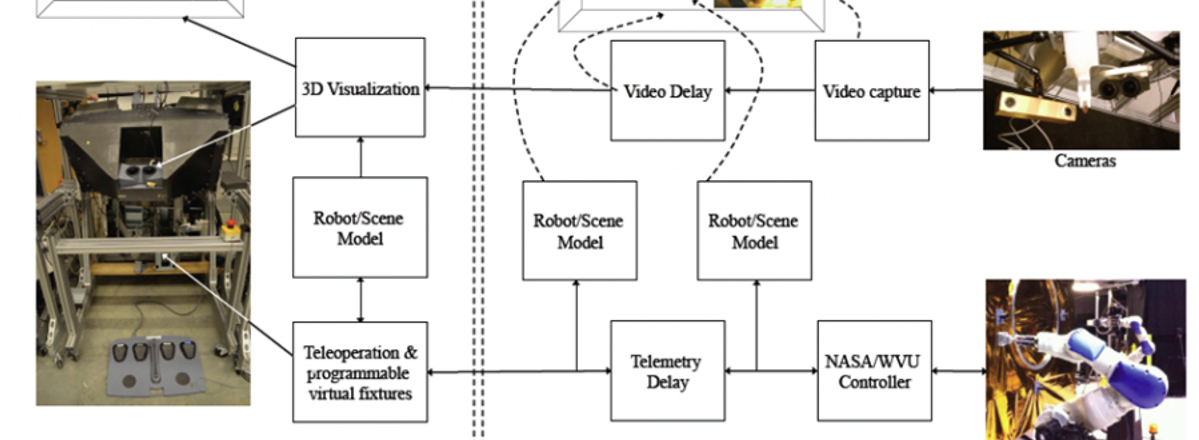 3D Visualization
Video Delay
Video capture
Cameras
Robot/Scene
Model
Robot/Scene
Model
Robot/Scene
Model
Teleoperation &
programmable
virtual fixtures
Telemetry
Delay
NASA/WVU
Controller